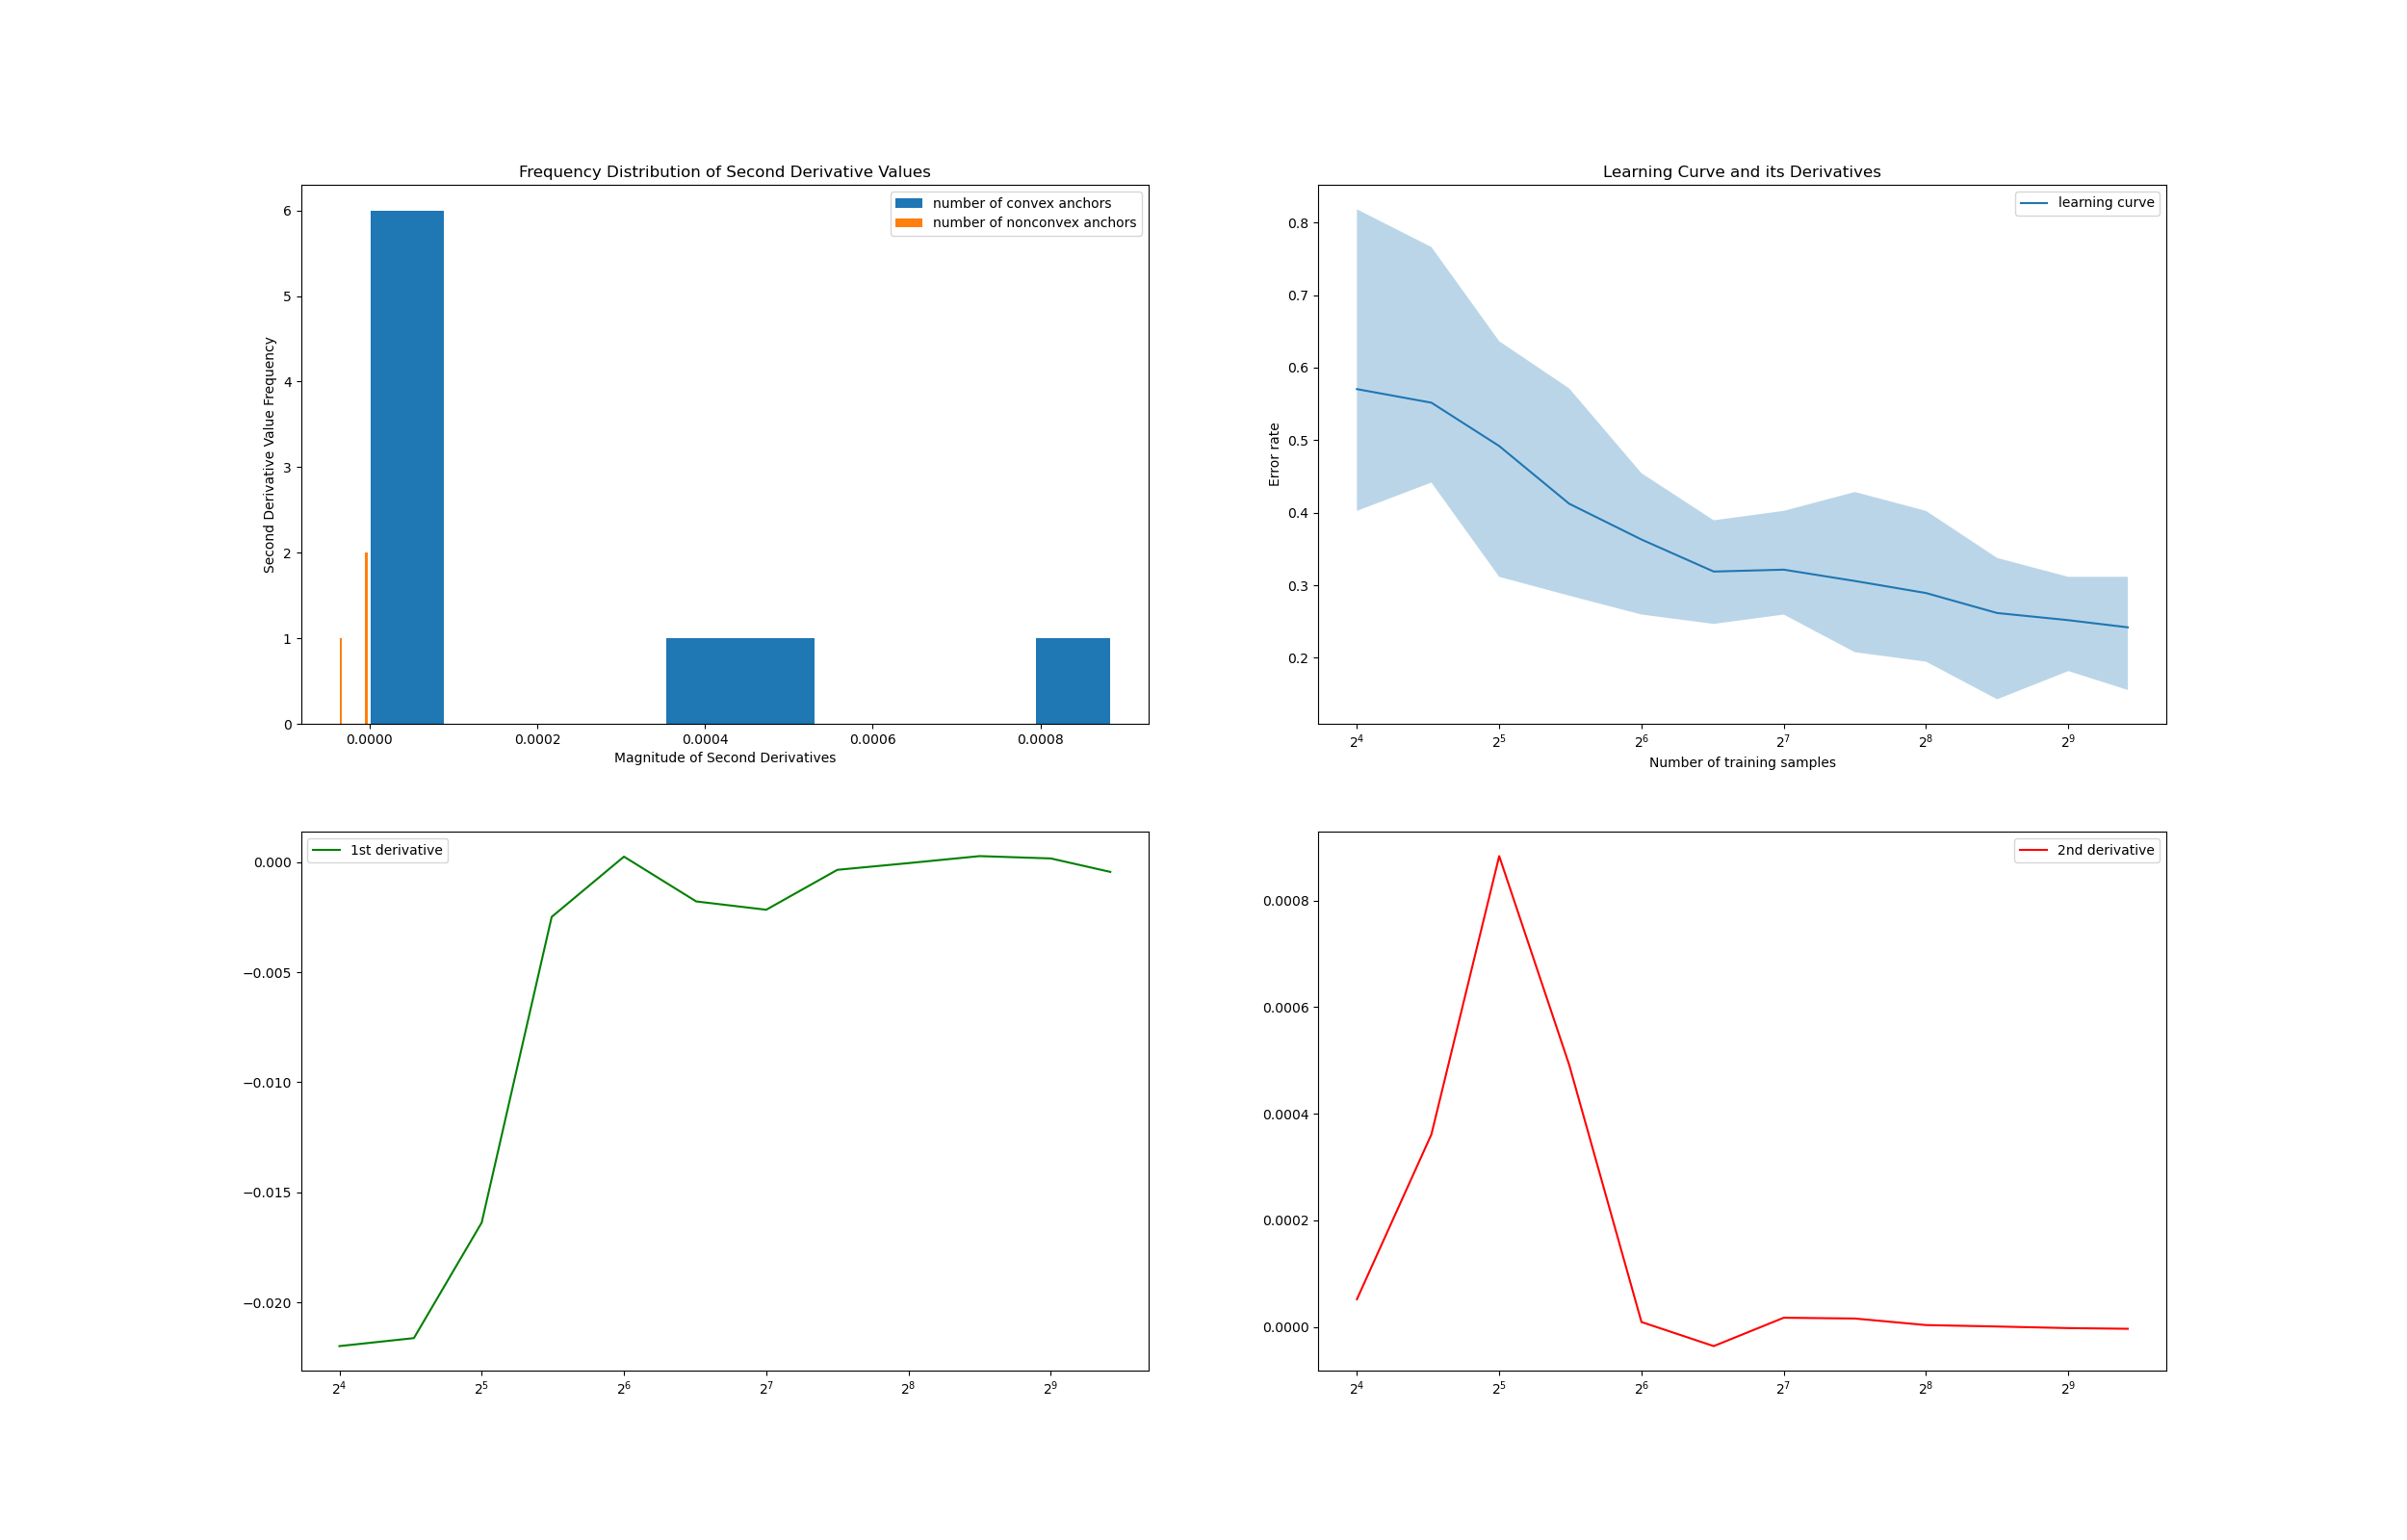 Frequency Distribution of Second Derivative Values
number of convex anchors
number of nonconvex anchors
6
5
4
3
2
1
0
Second Derivative Value Frequency
0.0000 0.0002 0.0004 0.0006 0.0008
Magnitude of Second Derivatives
Learning Curve and its Derivatives
learning curve
0.8
0.7
0.6
0.5
0.4
0.3
0.2
Error rate
2⁴ 2⁵ 2⁶ 2⁷ 2⁸ 2⁹
Number of training samples
1st derivative
0.000
−0.005
−0.010
−0.015
−0.020
2⁴ 2⁵ 2⁶ 2⁷ 2⁸ 2⁹
2nd derivative
0.0008
0.0006
0.0004
0.0002
0.0000
2⁴ 2⁵ 2⁶ 2⁷ 2⁸ 2⁹